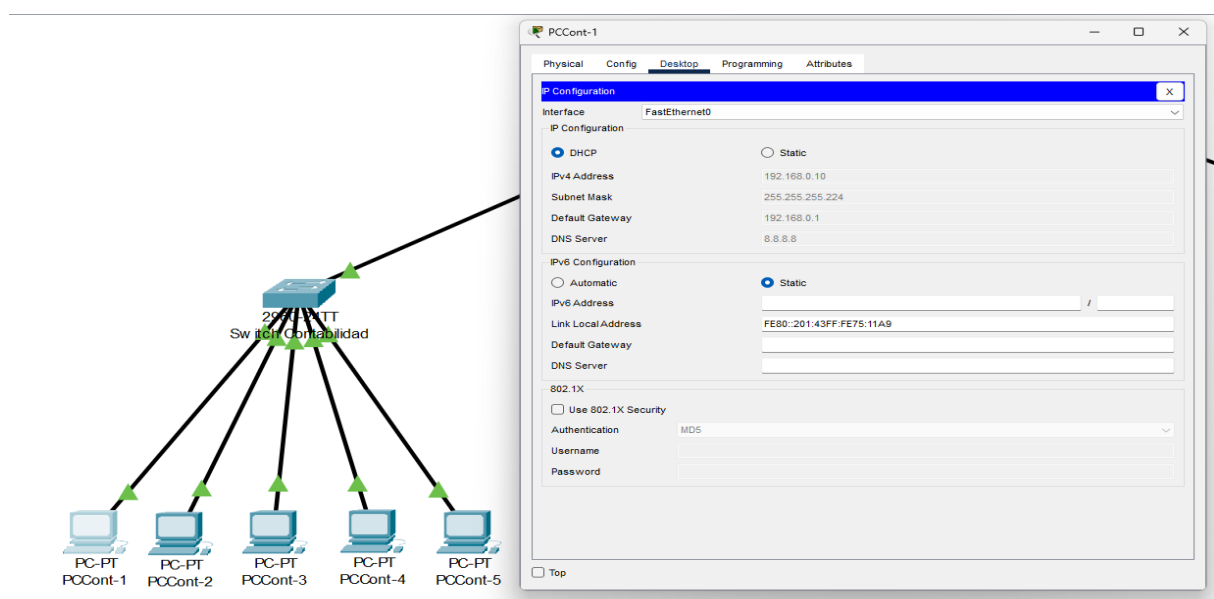 PCCont-1
Physical Config Desktop Programming Attributes
IP Configuration X
Interface FastEthernet0
IP Configuration
DHCP Static
IPv4 Address 192.168.0.10
Subnet Mask 255.255.255.224
Default Gateway 192.168.0.1
DNS Server 8.8.8.8
IPv6 Configuration
Automatic Static
IPv6 Address /
Link Local Address FE80::201:43FF:FE75:11A9
Default Gateway
DNS Server
802.1X
Use 802.1X Security
Authentication MD5
Username
Password
Top
2960-24TT
Switch Contabilidad
PC-PT
PCCont-1
PC-PT
PCCont-2
PC-PT
PCCont-3
PC-PT
PCCont-4
PC-PT
PCCont-5